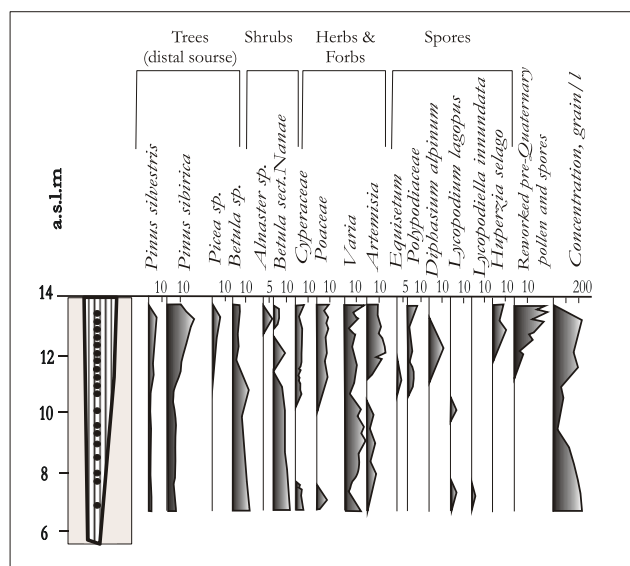 Trees
(distal sourse)
Shrubs
Herbs &
Forbs
Spores
a.s.l.m
Pinus silvestris
Pinus sibirica
Picea sp.
Betula sp.
Alnaster sp.
Betula sect.Nanae
Cyperaceae
Poaceae
Varia
Artemisia
Equisetum
Polypodiaceae
Diphasium alpinum
Lycopodium lagopus
Lycopodiella innundata
Huperzia selago
Reworked pre-Quaternary
pollen and spores
Concentration, grain/l
14 10 10 10 10 5 10 10 10 10 10 5 10 10 10 10 10 10 200
12
10
8
6